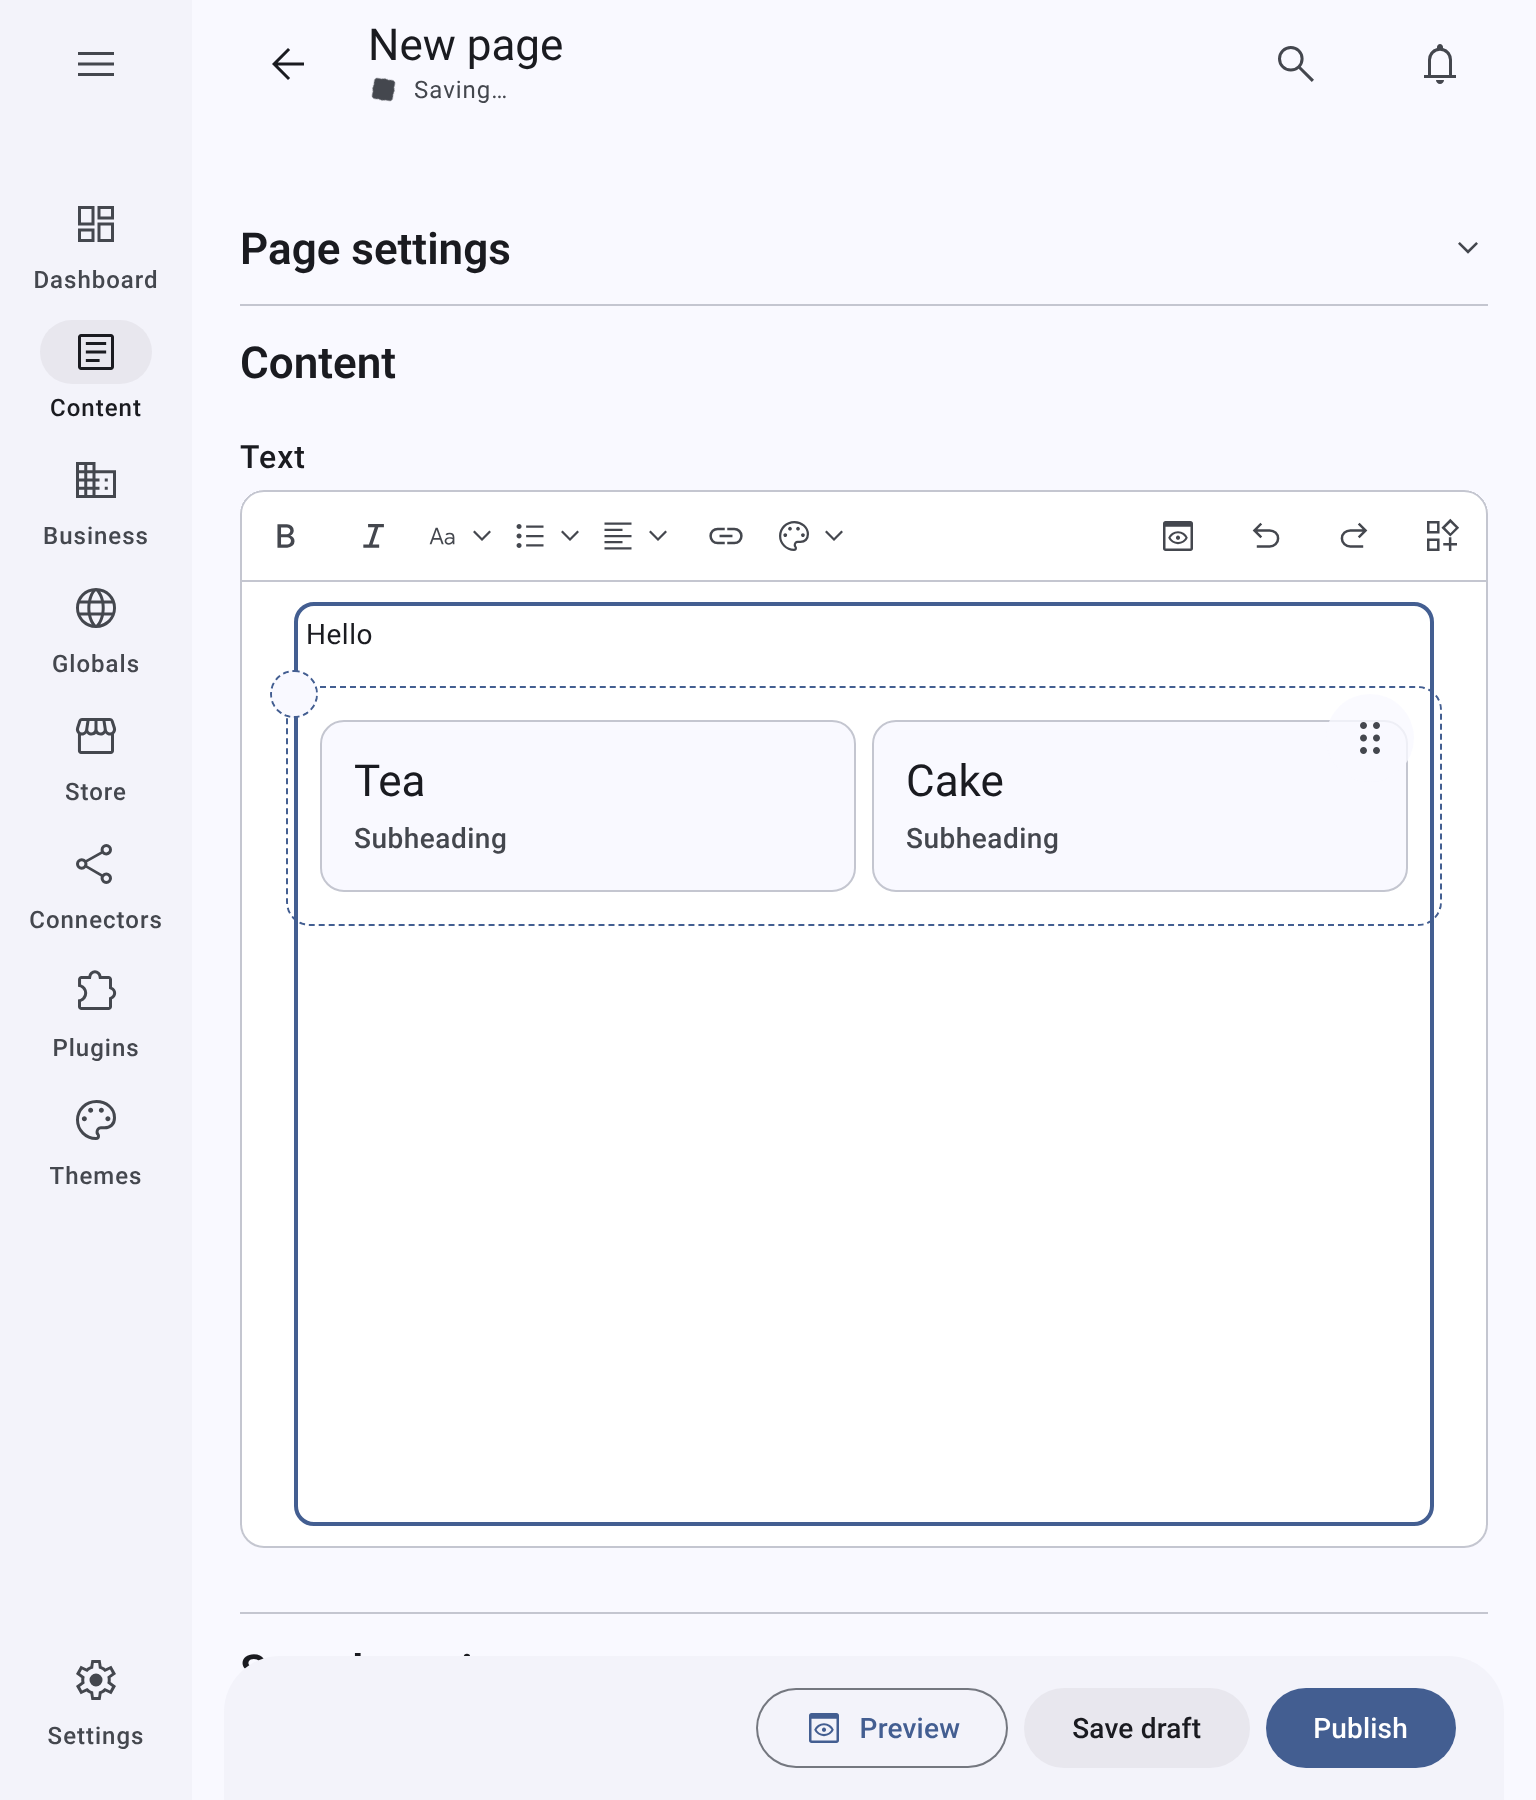 New page
Saving…
Dashboard
Content
Business
Globals
Store
Connectors
Plugins
Themes
Settings
Page settings
Content
Text
B I Aa
Hello
Tea
Subheading
Cake
Subheading
Preview
Save draft
Publish